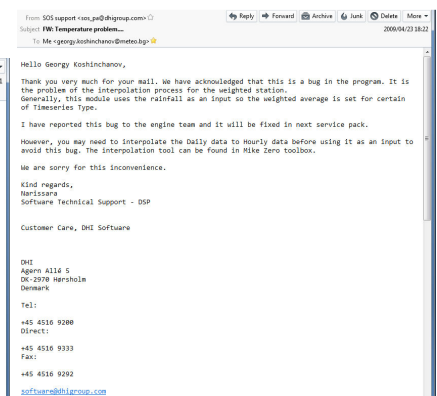 From SOS support <sos_pa@dhigroup.com>
Reply Forward Archive Junk Delete More
Subject FW: Temperature problem....
2009/04/23 18:22
To Me <georgy.koshinchanov@meteo.bg>
Hello Georgy Koshinchanov,
Thank you very much for your mail. We have acknowledged that this is a bug in the program. It is
the problem of the interpolation process for the weighted station.
Generally, this module uses the rainfall as an input so the weighted average is set for certain
of Timeseries Type.
I have reported this bug to the engine team and it will be fixed in next service pack.
However, you may need to interpolate the Daily data to Hourly data before using it as an input to
avoid this bug. The interpolation tool can be found in Mike Zero toolbox.
We are sorry for this inconvenience.
Kind regards,
Narissara
Software Technical Support - DSP
Customer Care, DHI Software
DHI
Agern Allé 5
DK-2970 Hørsholm
Denmark
Tel:
+45 4516 9200
Direct:
+45 4516 9333
Fax:
+45 4516 9292
software@dhigroup.com